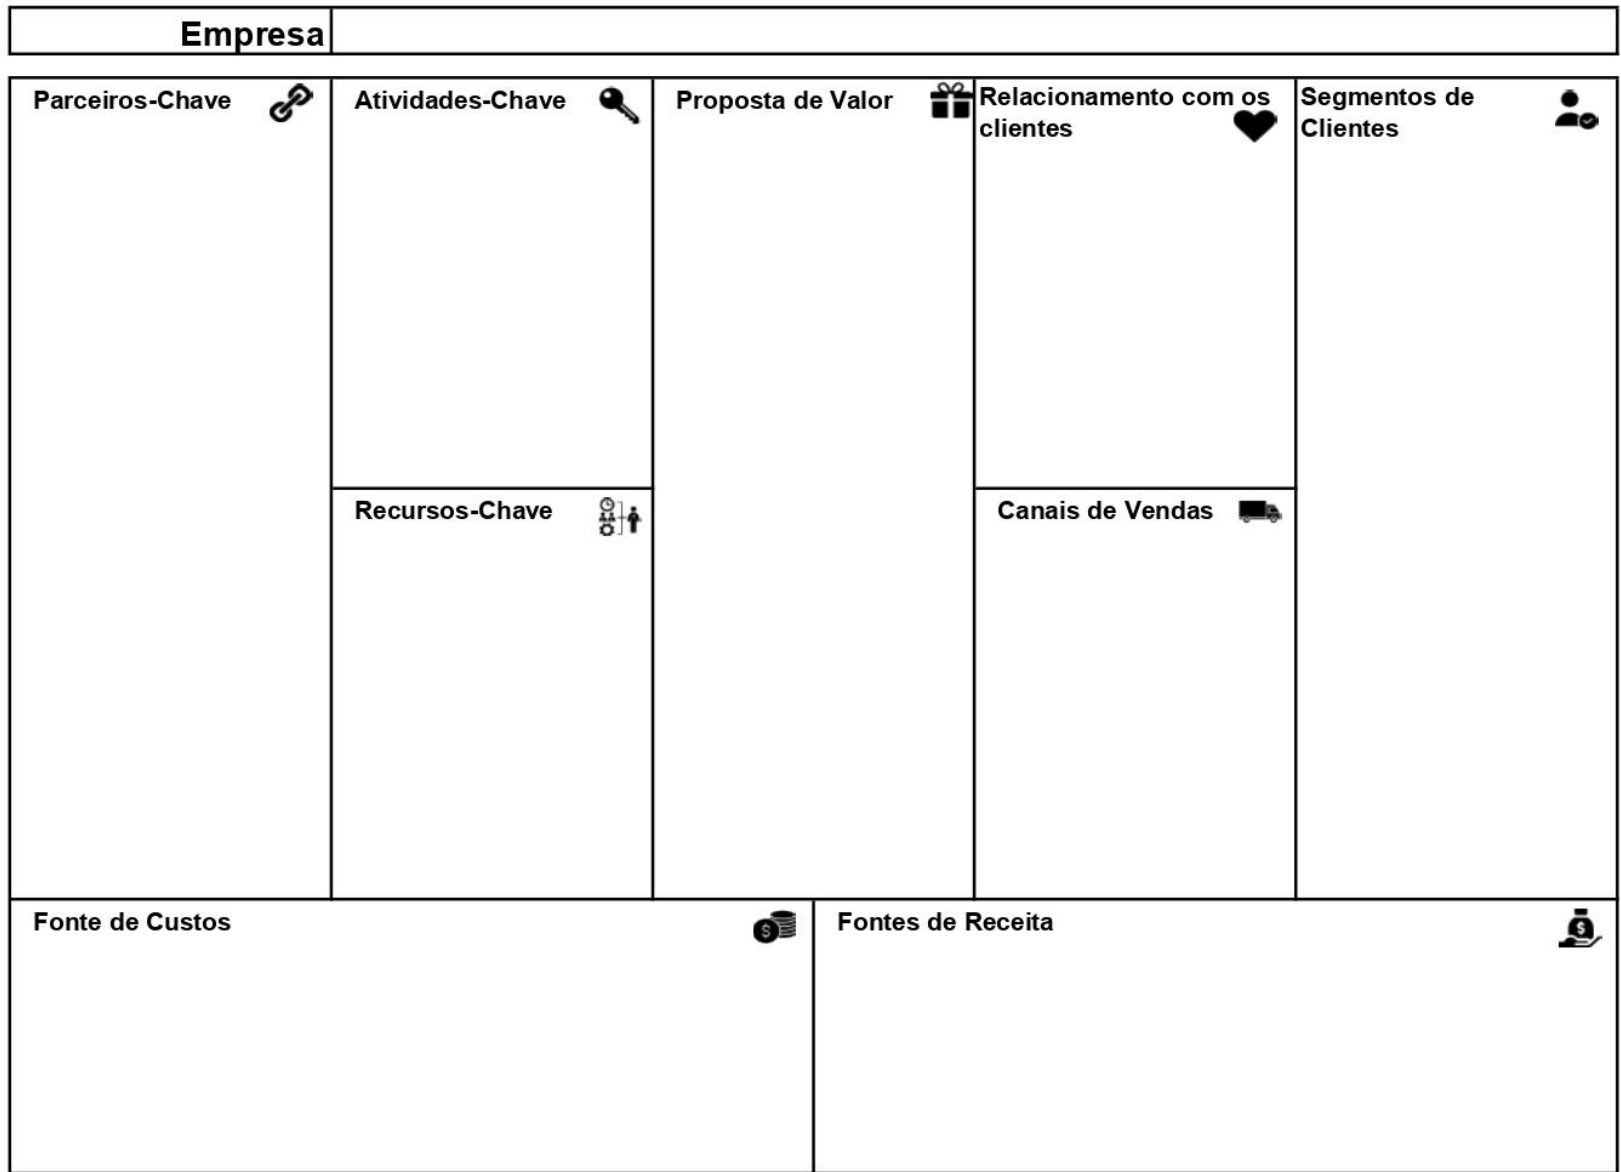 Empresa
Parceiros-Chave
Atividades-Chave
Proposta de Valor
Relacionamento com os
clientes
Segmentos de
Clientes
Recursos-Chave
Canais de Vendas
Fonte de Custos
$
Fontes de Receita
$